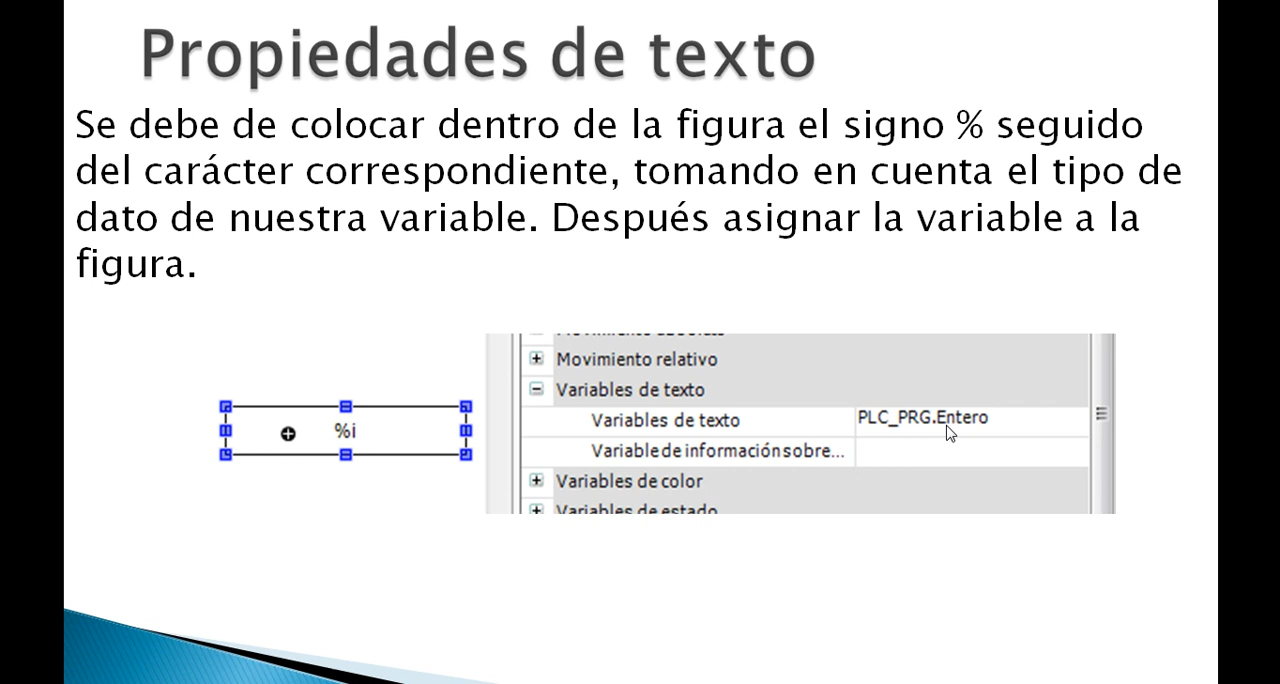 Propiedades de texto
Se debe de colocar dentro de la figura el signo % seguido
del carácter correspondiente, tomando en cuenta el tipo de
dato de nuestra variable. Después asignar la variable a la
figura.
%i
Movimiento relativo
Variables de texto
Variables de texto PLC_PRG.Entero
Variable de información sobre...
Variables de color
Variables de estado